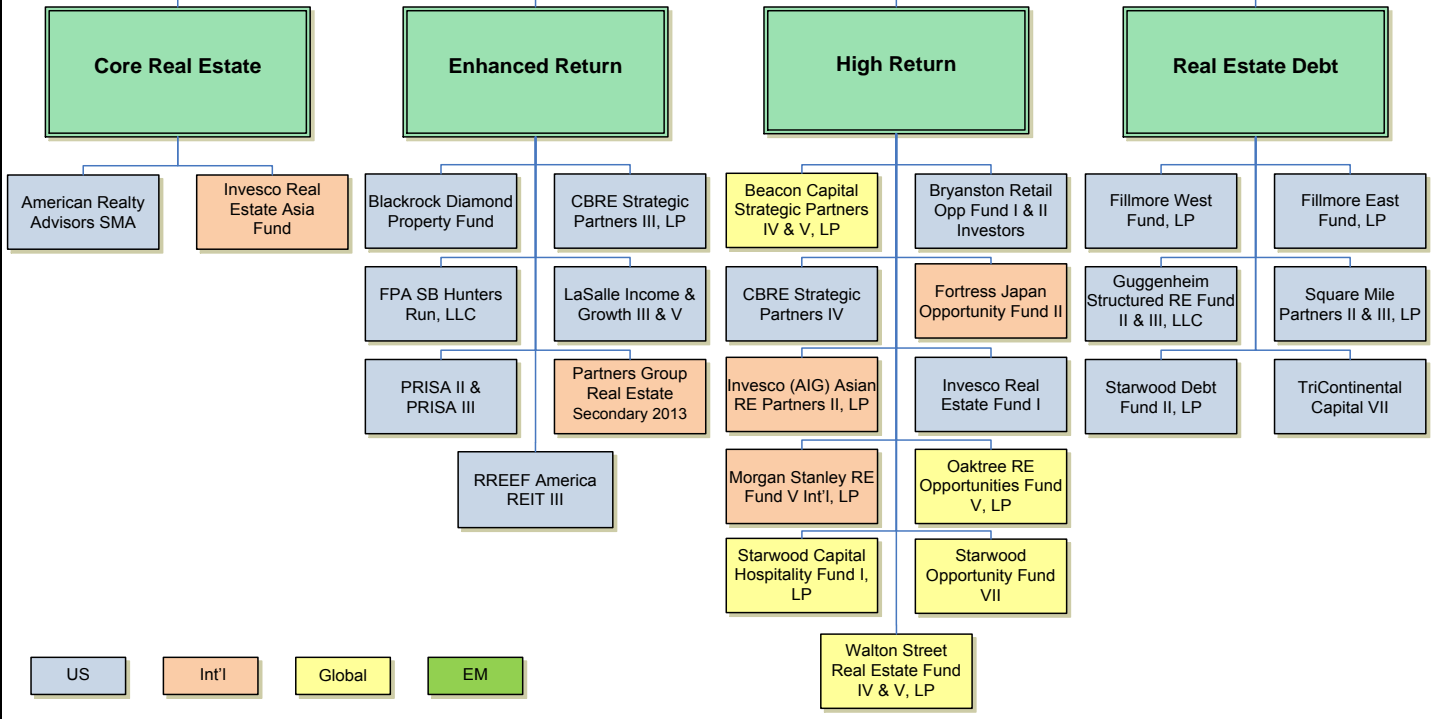 Core Real Estate
Enhanced Return
High Return
Real Estate Debt
American Realty
Advisors SMA
Invesco Real
Estate Asia
Fund
Blackrock Diamond
Property Fund
CBRE Strategic
Partners III, LP
FPA SB Hunters
Run, LLC
LaSalle Income &
Growth III & V
PRISA II &
PRISA III
Partners Group
Real Estate
Secondary 2013
RREEF America
REIT III
Beacon Capital
Strategic Partners
IV & V, LP
Bryanston Retail
Opp Fund I & II
Investors
CBRE Strategic
Partners IV
Fortress Japan
Opportunity Fund II
Invesco (AIG) Asian
RE Partners II, LP
Invesco Real
Estate Fund I
Morgan Stanley RE
Fund V Int'l, LP
Oaktree RE
Opportunities Fund
V, LP
Starwood Capital
Hospitality Fund I,
LP
Starwood
Opportunity Fund
VII
Walton Street
Real Estate Fund
IV & V, LP
Fillmore West
Fund, LP
Fillmore East
Fund, LP
Guggenheim
Structured RE Fund
II & III, LLC
Square Mile
Partners II & III, LP
Starwood Debt
Fund II, LP
TriContinental
Capital VII
US
Int'l
Global
EM